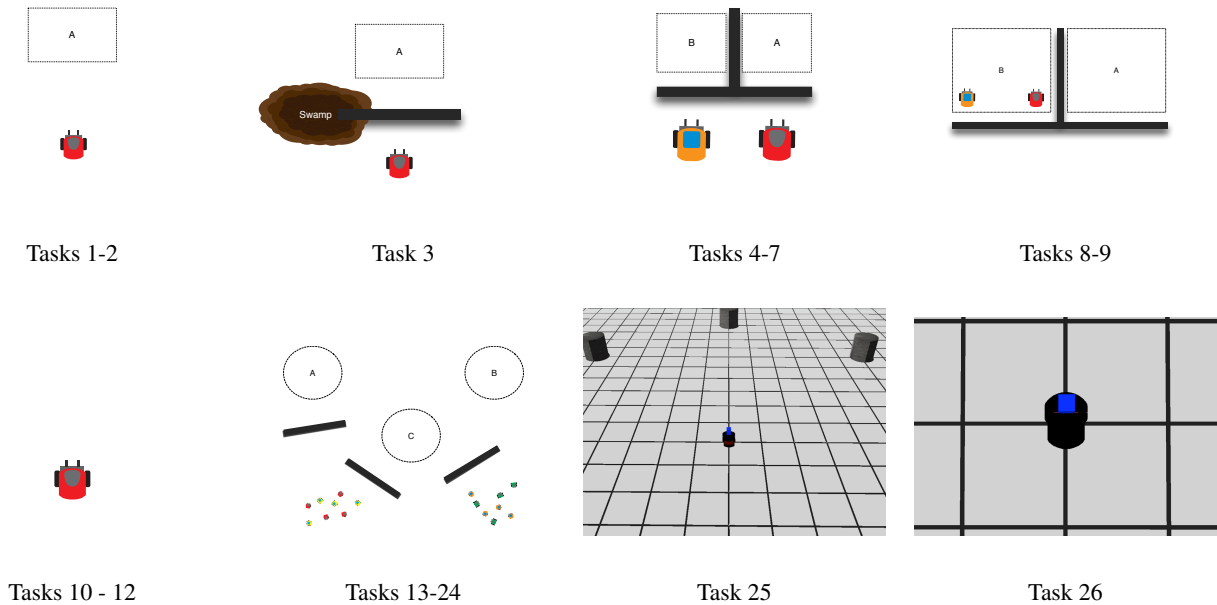 A
A
Swamp
B
A
B
A
Tasks 1-2
Task 3
Tasks 4-7
Tasks 8-9
A
B
C
Tasks 10 - 12
Tasks 13-24
Task 25
Task 26